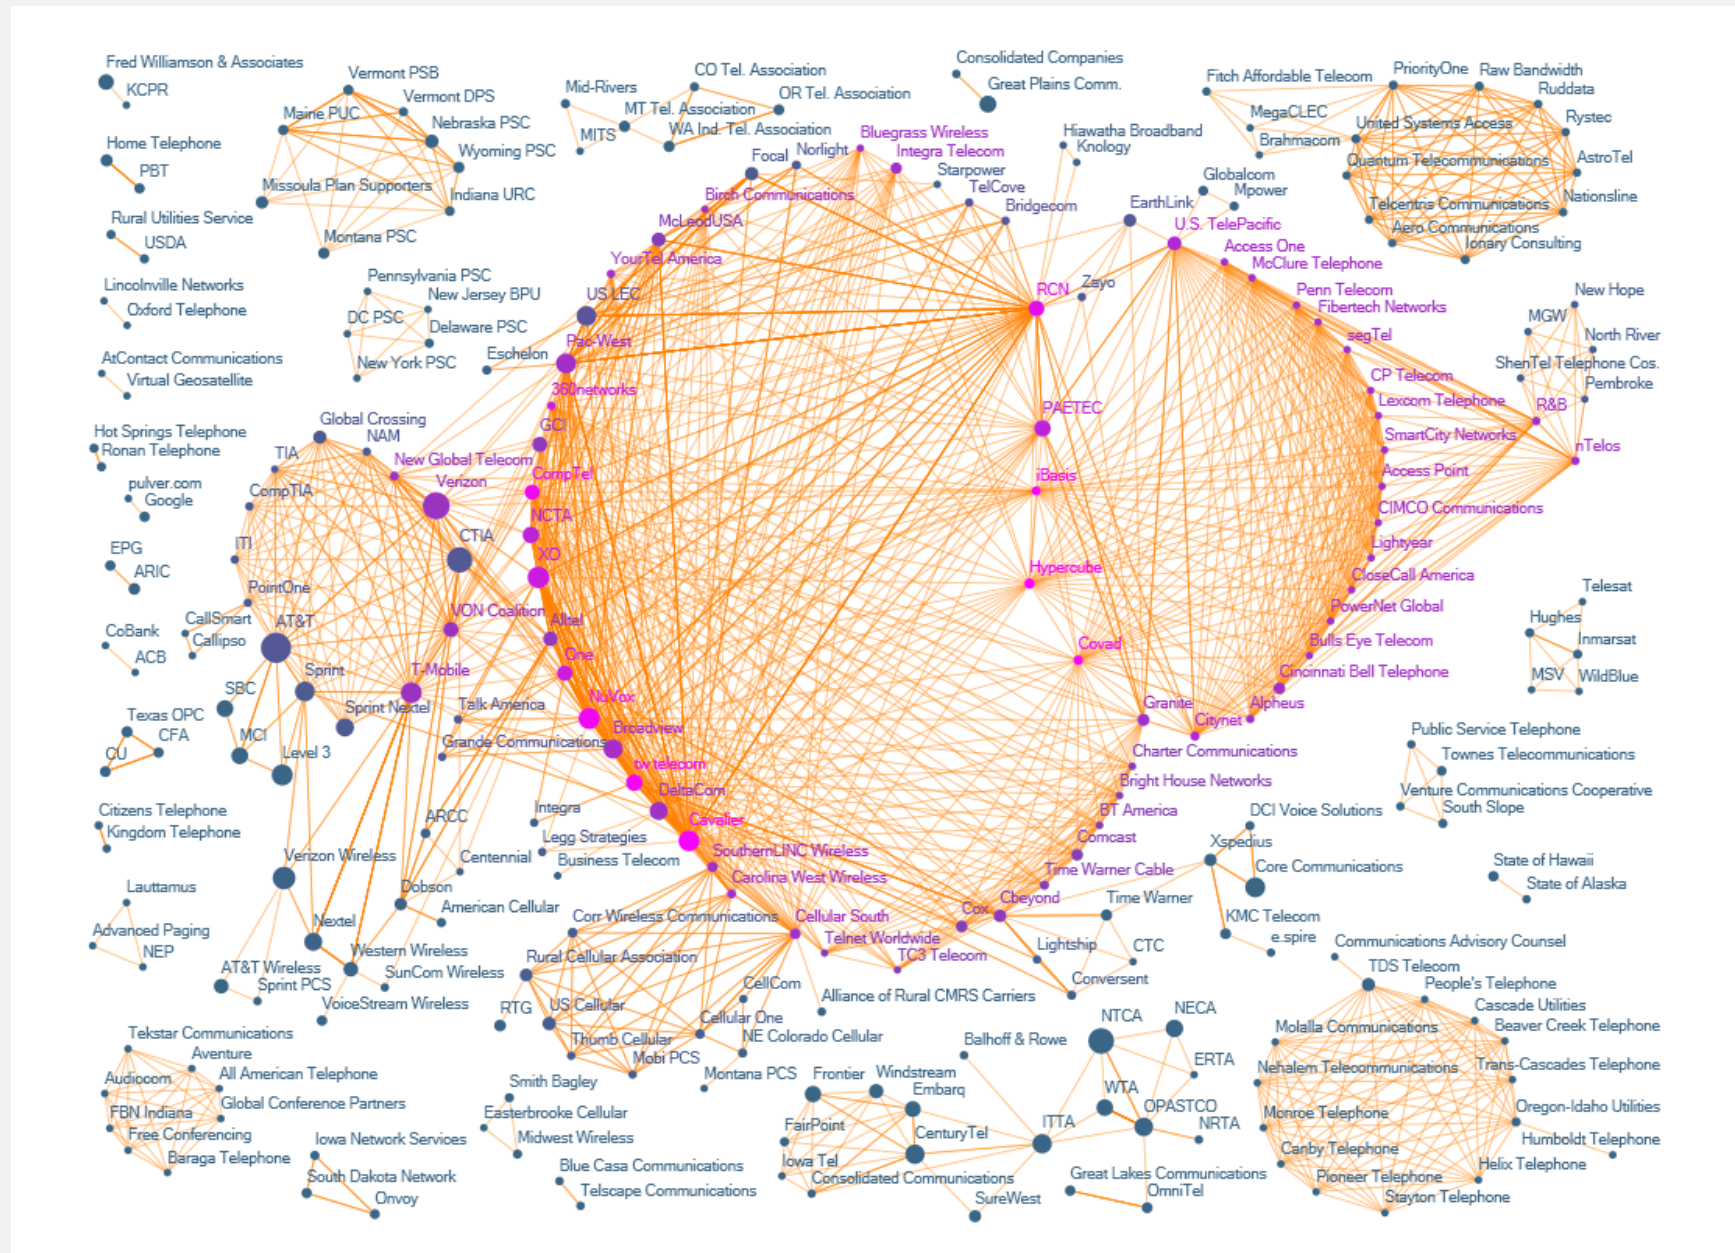 Fred Williamson & Associates
KCPR
Vermont PSB
Vermont DPS
Maine PUC
Nebraska PSC
Wyoming PSC
Missoula Plan Supporters
Indiana URC
Montana PSC
Home Telephone
PBT
Rural Utilities Service
USDA
Lincolnville Networks
Oxford Telephone
AtContact Communications
Virtual Geosatellite
Hot Springs Telephone
Ronan Telephone
pulver.com
Google
EPG
ARIC
CoBank
ACB
Pennsylvania PSC
New Jersey BPU
DC PSC
Delaware PSC
New York PSC
Mid-Rivers
MITS
CO Tel. Association
MT Tel. Association
OR Tel. Association
WA Ind. Tel. Association
Consolidated Companies
Great Plains Comm.
Hiawatha Broadband
Knology
Globalcom
Mpower
EarthLink
Fitch Affordable Telecom
MegaCLEC
Brahmacom
PriorityOne
Raw Bandwidth
Ruddata
United Systems Access
Rystec
Quantum Telecommunications
AstroTel
Nationsline
Telcentris Communications
Aero Communications
Ionary Consulting
Focal
Norlight
Bluegrass Wireless
Integra Telecom
Starpower
TelCove
Bridgecom
Birch Communications
McLeodUSA
YourTel America
US LEC
Pac-West
Eschelon
360networks
GCI
CompTel
NCTA
XO
Alltel
One
NuVox
Broadview
tw telecom
DeltaCom
Cavalier
SouthernLINC Wireless
Carolina West Wireless
Cellular South
Telnet Worldwide
TC3 Telecom
Cox
Cbeyond
Time Warner Cable
Comcast
BT America
Bright House Networks
Charter Communications
Granite
Citynet
Alpheus
Cincinnati Bell Telephone
Bulls Eye Telecom
PowerNet Global
CloseCall America
Lightyear
CIMCO Communications
Access Point
SmartCity Networks
Lexcom Telephone
CP Telecom
segTel
Fibertech Networks
Penn Telecom
McClure Telephone
Access One
U.S. TelePacific
Zayo
RCN
PAETEC
iBasis
Hypercube
Covad
R&B
nTelos
New Hope
MGW
North River
ShenTel Telephone Cos.
Pembroke
Global Crossing
NAM
TIA
New Global Telecom
Verizon
CompTIA
CTIA
ITI
PointOne
VON Coalition
CallSmart
Callipso
AT&T
Sprint
T-Mobile
SBC
Sprint Nextel
MCI
Level 3
Talk America
Grande Communications
Texas OPC
CFA
CU
Citizens Telephone
Kingdom Telephone
ARCC
Integra
Legg Strategies
Business Telecom
Centennial
Verizon Wireless
Dobson
American Cellular
Nextel
Western Wireless
SunCom Wireless
AT&T Wireless
Sprint PCS
VoiceStream Wireless
Lauttamus
Advanced Paging
NEP
Corr Wireless Communications
Rural Cellular Association
RTG
US Cellular
Thumb Cellular
Mobi PCS
CellCom
Cellular One
NE Colorado Cellular
Montana PCS
Alliance of Rural CMRS Carriers
Telesat
Hughes
Inmarsat
MSV
WildBlue
Public Service Telephone
Townes Telecommunications
Venture Communications Cooperative
South Slope
DCI Voice Solutions
Xspedius
Core Communications
KMC Telecom
e.spire
State of Hawaii
State of Alaska
Time Warner
Lightship
CTC
Conversent
Tekstar Communications
Aventure
Audiocom
All American Telephone
FBN Indiana
Global Conference Partners
Free Conferencing
Baraga Telephone
Iowa Network Services
South Dakota Network
Onvoy
Smith Bagley
Easterbrooke Cellular
Midwest Wireless
Blue Casa Communications
Telscape Communications
Frontier
Windstream
Embarq
FairPoint
CenturyTel
Iowa Tel
Consolidated Communications
Balhoff & Rowe
ITTA
SureWest
NTCA
NECA
ERTA
WTA
OPASTCO
NRTA
Great Lakes Communications
OmniTel
Communications Advisory Counsel
TDS Telecom
People's Telephone
Cascade Utilities
Molalla Communications
Beaver Creek Telephone
Nehalem Telecommunications
Trans-Cascades Telephone
Monroe Telephone
Oregon-Idaho Utilities
Canby Telephone
Humboldt Telephone
Helix Telephone
Pioneer Telephone
Stayton Telephone